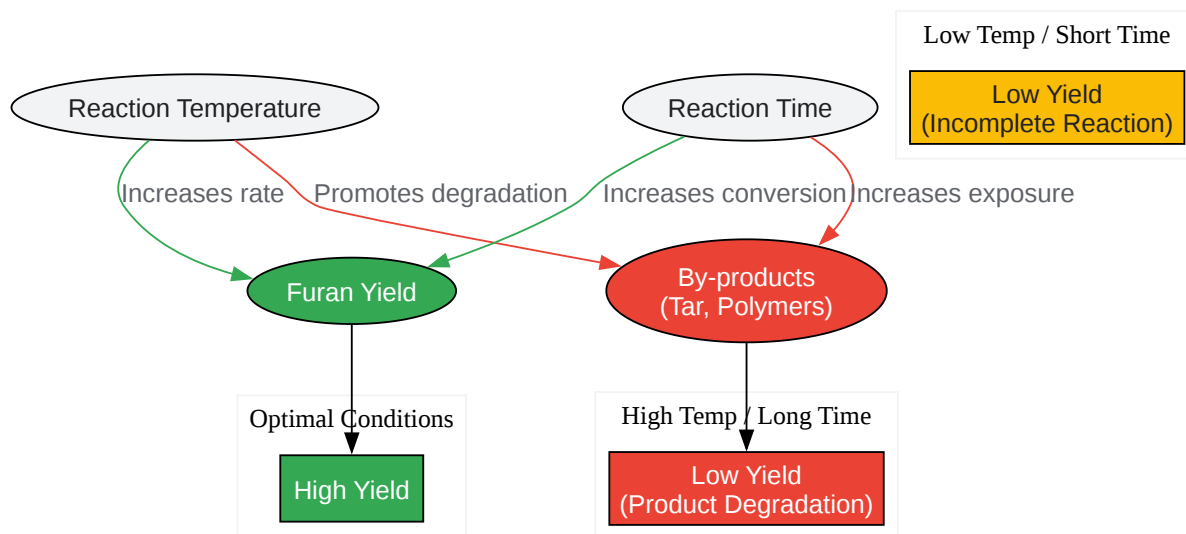 Low Temp / Short Time
Low Yield
(Incomplete Reaction)
Reaction Temperature
Reaction Time
Increases rate
Promotes degradation
Increases conversion
Increases exposure
Furan Yield
By-products
(Tar, Polymers)
Optimal Conditions
High Yield
High Temp / Long Time
Low Yield
(Product Degradation)